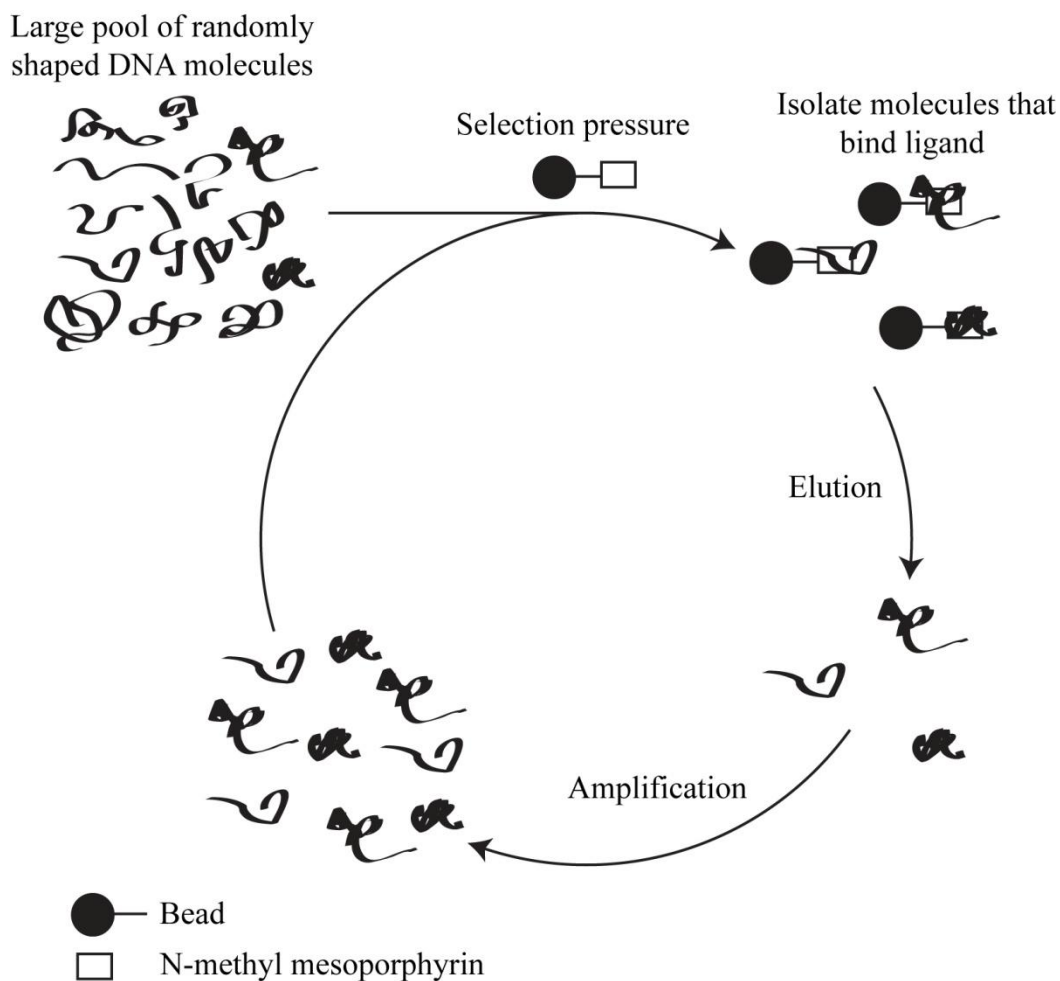 Large pool of randomly
shaped DNA molecules
Selection pressure
Isolate molecules that
bind ligand
Elution
Amplification
Bead
N-methyl mesoporphyrin